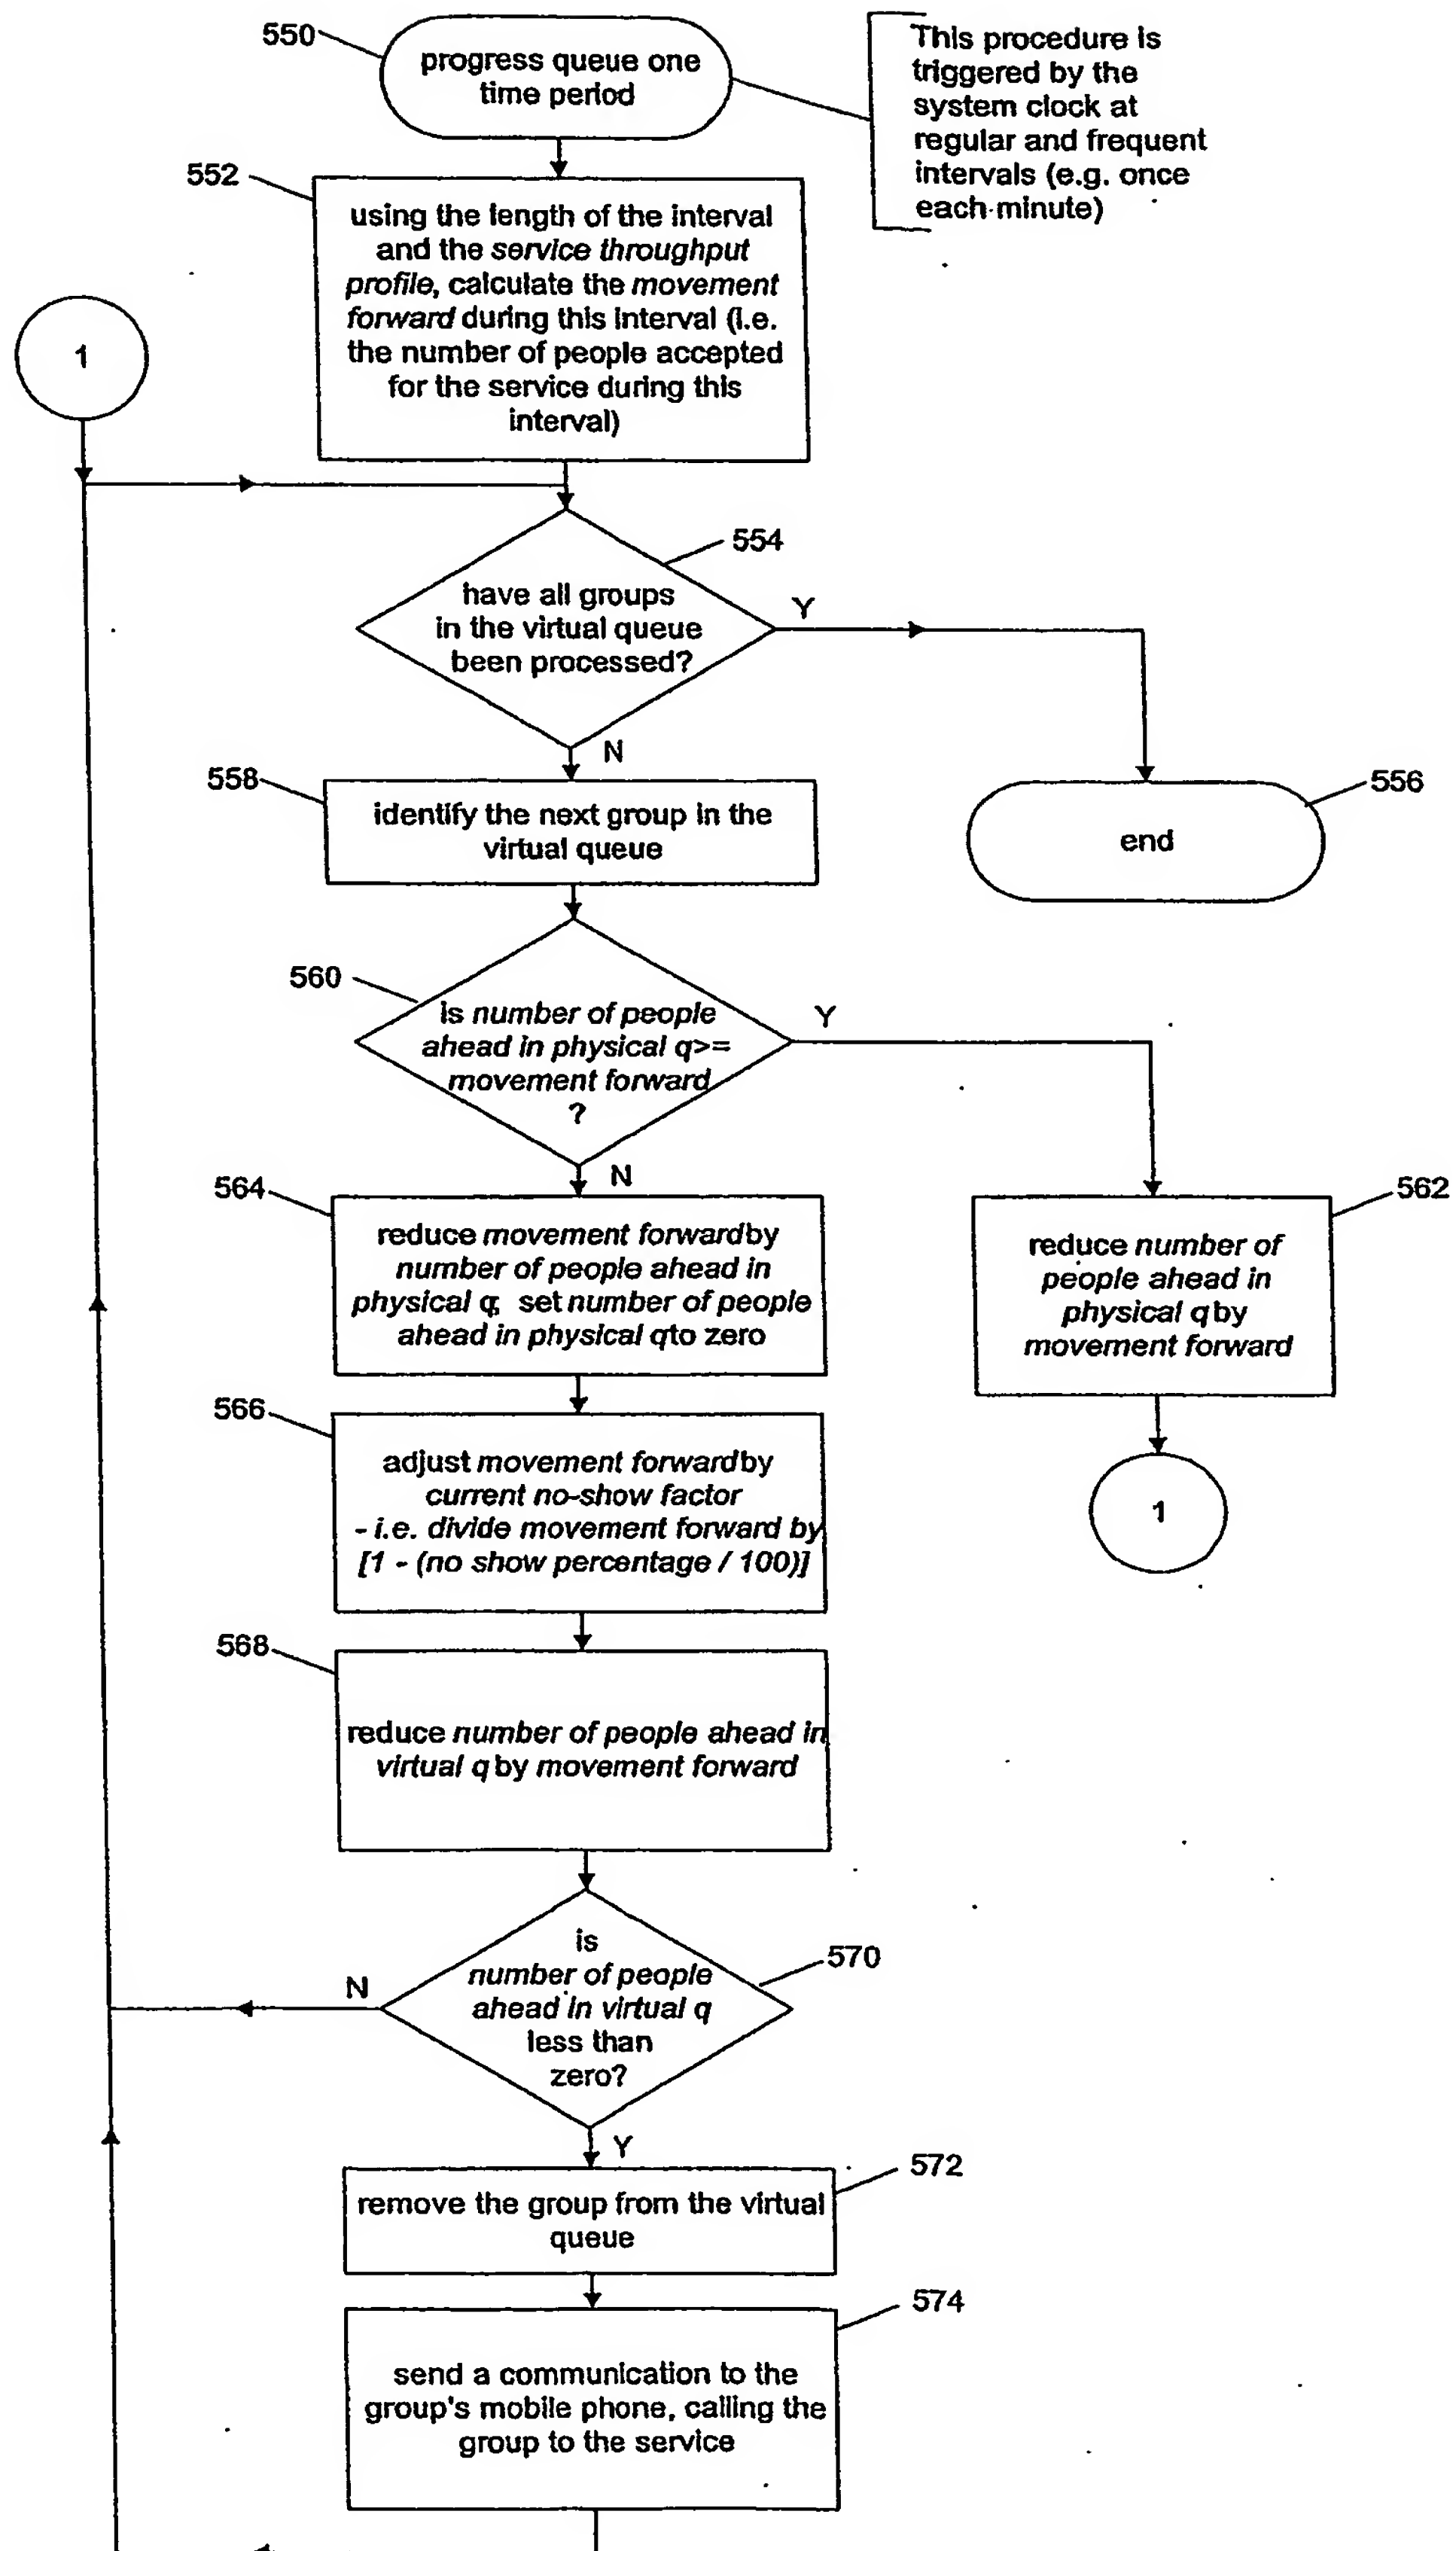 550
progress queue one
time period
This procedure is
triggered by the
system clock at
regular and frequent
intervals (e.g. once
each minute)
552
using the length of the interval
and the service throughput
profile, calculate the movement
forward during this interval (i.e.
the number of people accepted
for the service during this
interval)
1
554
have all groups
in the virtual queue
been processed?
Y
N
558
identify the next group in the
virtual queue
556
end
560
is number of people
ahead in physical q>=
movement forward
?
Y
N
564
reduce movement forward by
number of people ahead in
physical q; set number of people
ahead in physical q to zero
562
reduce number of
people ahead in
physical q by
movement forward
566
adjust movement forward by
current no-show factor
- i.e. divide movement forward by
[1 - (no show percentage / 100)]
1
568
reduce number of people ahead in
virtual q by movement forward
570
is
number of people
ahead in virtual q
less than
zero?
N
Y
572
remove the group from the virtual
queue
574
send a communication to the
group's mobile phone, calling the
group to the service